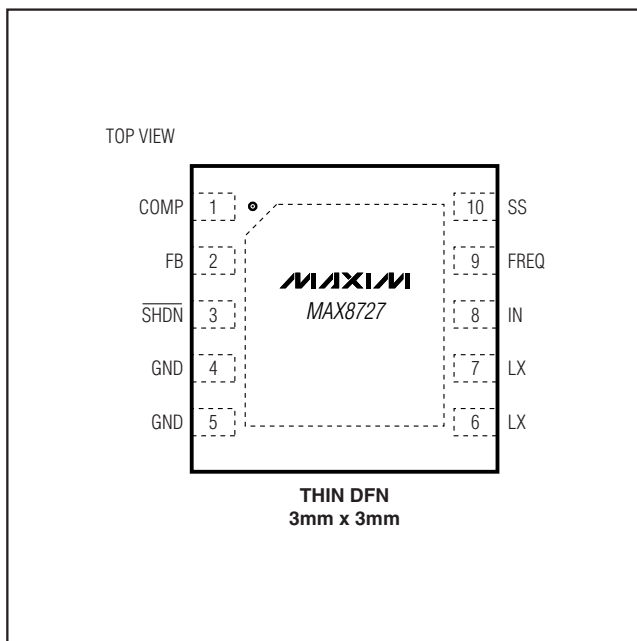 TOP VIEW
COMP 1 10 SS
FB 2 9 FREQ
MAXIM
SHDN 3 MAX8727 8 IN
GND 4 7 LX
GND 5 6 LX
THIN DFN
3mm x 3mm